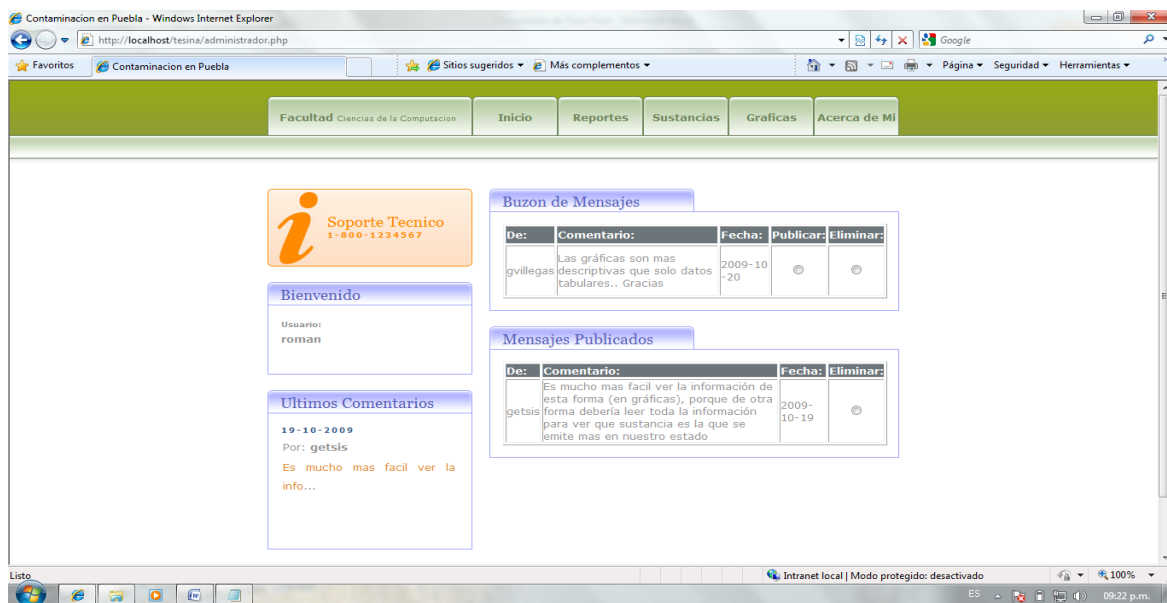 Contaminacion en Puebla - Windows Internet Explorer
http://localhost/tesina/administrador.php
Google
Favoritos
Contaminacion en Puebla
Sitios sugeridos
Más complementos
Página
Seguridad
Herramientas
Facultad Ciencias de la Computacion
Inicio
Reportes
Sustancias
Graficas
Acerca de Mi
Soporte Tecnico
1-800-1234567
Bienvenido
Usuario:
roman
Ultimos Comentarios
19-10-2009
Por: getsis
Es mucho mas facil ver la
info...
Buzon de Mensajes
De: Comentario: Fecha: Publicar: Eliminar:
gvillegas
Las gráficas son mas
descriptivas que solo datos
tabulares.. Gracias
2009-10
-20
Mensajes Publicados
De: Comentario: Fecha: Eliminar:
getsis
Es mucho mas facil ver la información de
esta forma (en gráficas), porque de otra
forma debería leer toda la información
para ver que sustancia es la que se
emite mas en nuestro estado
2009-
10-19
Listo
Intranet local | Modo protegido: desactivado
100%
ES
09:22 p.m.